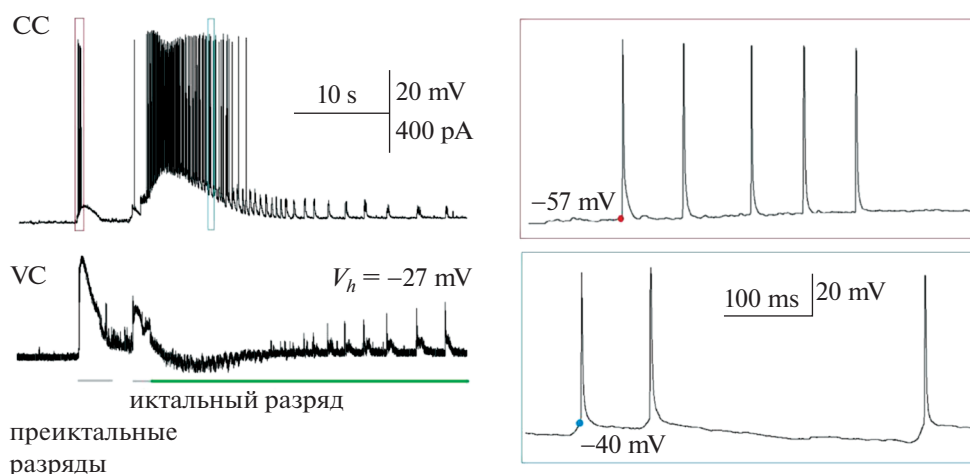 CC
10 s
20 mV
400 pA
−57 mV
VC
V_h = −27 mV
100 ms
20 mV
−40 mV
иктальный разряд
преиктальные
разряды